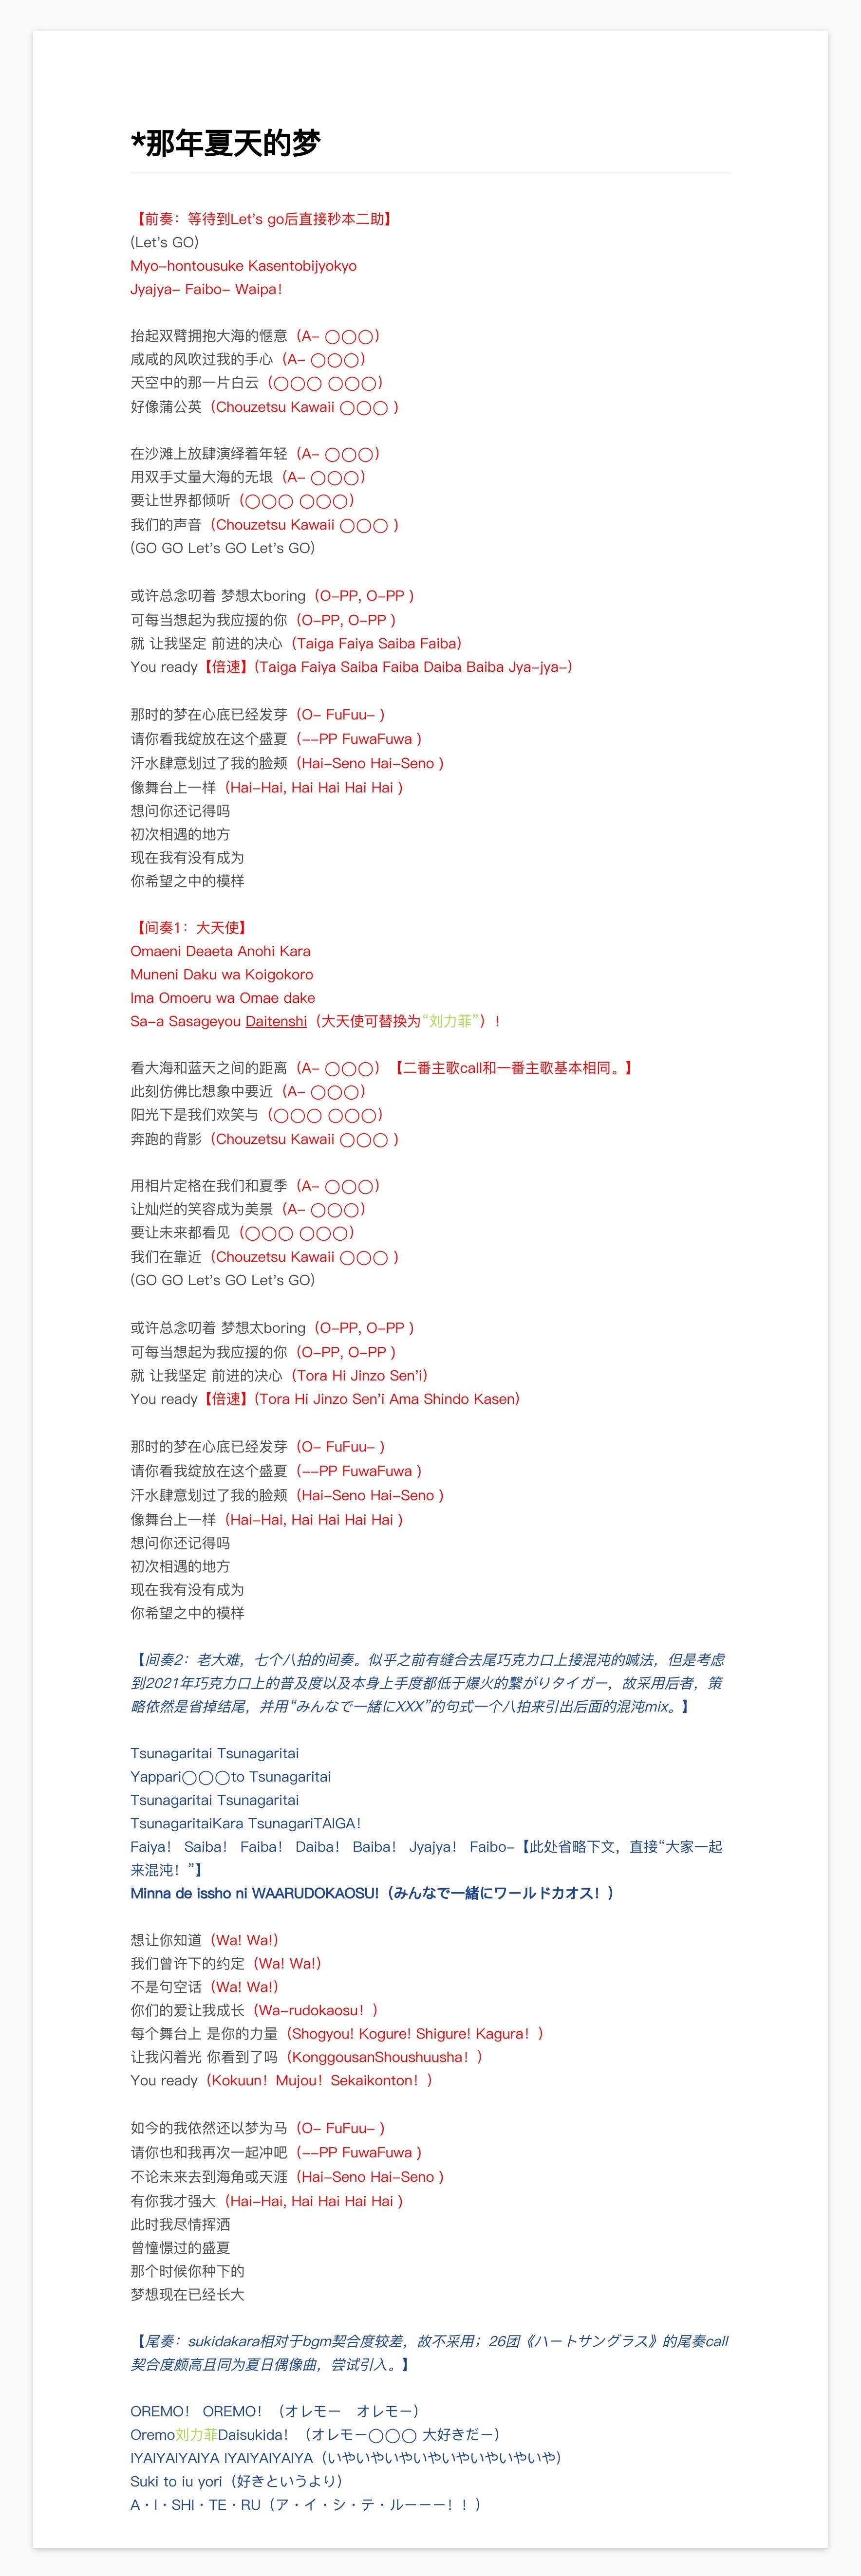 *那年夏天的梦
【前奏：等待到Let's go后直接秒本二助】
(Let's GO)
Myo-hontousuke Kasentobijyokyo
Jyajya- Faibo- Waipa！
抬起双臂拥抱大海的惬意（A- ◯◯◯）
咸咸的风吹过我的手心（A- ◯◯◯）
天空中的那一片白云（◯◯◯ ◯◯◯）
好像蒲公英（Chouzetsu Kawaii ◯◯◯ ）
在沙滩上放肆演绎着年轻（A- ◯◯◯）
用双手丈量大海的无垠（A- ◯◯◯）
要让世界都倾听（◯◯◯ ◯◯◯）
我们的声音（Chouzetsu Kawaii ◯◯◯ ）
(GO GO Let's GO Let's GO)
或许总念叨着 梦想太boring（O-PP, O-PP ）
可每当想起为我应援的你（O-PP, O-PP ）
就 让我坚定 前进的决心（Taiga Faiya Saiba Faiba）
You ready【倍速】（Taiga Faiya Saiba Faiba Daiba Baiba Jya-jya-）
那时的梦在心底已经发芽（O- FuFuu- ）
请你看我绽放在这个盛夏（--PP FuwaFuwa ）
汗水肆意划过了我的脸颊（Hai-Seno Hai-Seno ）
像舞台上一样（Hai-Hai, Hai Hai Hai Hai ）
想问你还记得吗
初次相遇的地方
现在我有没有成为
你希望之中的模样
【间奏1：大天使】
Omaeni Deaeta Anohi Kara
Muneni Daku wa Koigokoro
Ima Omoeru wa Omae dake
Sa-a Sasageyou Daitenshi（大天使可替换为“刘力菲”）！
看大海和蓝天之间的距离（A- ◯◯◯）【二番主歌call和一番主歌基本相同。】
此刻仿佛比想象中要近（A- ◯◯◯）
阳光下是我们欢笑与（◯◯◯ ◯◯◯）
奔跑的背影（Chouzetsu Kawaii ◯◯◯ ）
用相片定格在我们和夏季（A- ◯◯◯）
让灿烂的笑容成为美景（A- ◯◯◯）
要让未来都看见（◯◯◯ ◯◯◯）
我们在靠近（Chouzetsu Kawaii ◯◯◯ ）
(GO GO Let's GO Let's GO)
或许总念叨着 梦想太boring（O-PP, O-PP ）
可每当想起为我应援的你（O-PP, O-PP ）
就 让我坚定 前进的决心（Tora Hi Jinzo Sen'i）
You ready【倍速】（Tora Hi Jinzo Sen'i Ama Shindo Kasen）
那时的梦在心底已经发芽（O- FuFuu- ）
请你看我绽放在这个盛夏（--PP FuwaFuwa ）
汗水肆意划过了我的脸颊（Hai-Seno Hai-Seno ）
像舞台上一样（Hai-Hai, Hai Hai Hai Hai ）
想问你还记得吗
初次相遇的地方
现在我有没有成为
你希望之中的模样
【间奏2：老大难，七个八拍的间奏。似乎之前有缝合去尾巧克力口上接混沌的喊法，但是考虑
到2021年巧克力口上的普及度以及本身上手度都低于爆火的繋がりタイガー，故采用后者，策
略依然是省掉结尾，并用“みんなで一緒にXXX”的句式一个八拍来引出后面的混沌mix。】
Tsunagaritai Tsunagaritai
Yappari◯◯◯to Tsunagaritai
Tsunagaritai Tsunagaritai
TsunagaritaiKara TsunagariTAIGA！
Faiya！ Saiba！ Faiba！ Daiba！ Baiba！ Jyajya！ Faibo-【此处省略下文，直接“大家一起
来混沌！”】
Minna de issho ni WAARUDOKAOSU!（みんなで一緒にワールドカオス！）
想让你知道（Wa! Wa!）
我们曾许下的约定（Wa! Wa!）
不是句空话（Wa! Wa!）
你们的爱让我成长（Wa-rudokaosu！）
每个舞台上 是你的力量（Shogyou! Kogure! Shigure! Kagura！）
让我闪着光 你看到了吗（KonggousanShoushuusha！）
You ready（Kokuun！Mujou！Sekaikonton！）
如今的我依然还以梦为马（O- FuFuu- ）
请你也和我再次一起冲吧（--PP FuwaFuwa ）
不论未来去到海角或天涯（Hai-Seno Hai-Seno ）
有你我才强大（Hai-Hai, Hai Hai Hai Hai ）
此时我尽情挥洒
曾憧憬过的盛夏
那个时候你种下的
梦想现在已经长大
【尾奏：sukidakara相对于bgm契合度较差，故不采用；26团《ハートサングラス》的尾奏call
契合度颇高且同为夏日偶像曲，尝试引入。】
OREMO！ OREMO！（オレモー　オレモー）
Oremo刘力菲Daisukida！（オレモー◯◯◯ 大好きだー）
IYAIYAIYAIYA IYAIYAIYAIYA（いやいやいやいやいやいやいやいや）
Suki to iu yori（好きというより）
A・I・SHI・TE・RU（ア・イ・シ・テ・ルーーー！！）